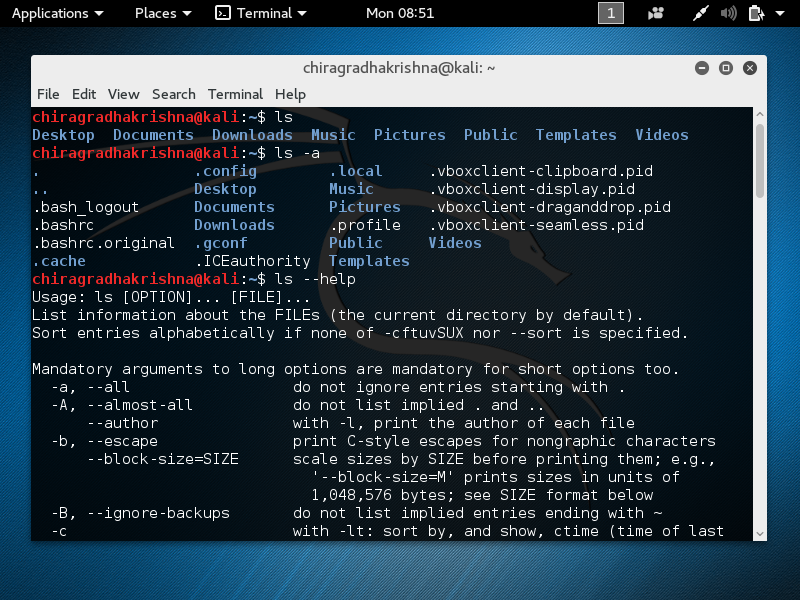 Applications Places Terminal Mon 08:51 1
chiragradhakrishna@kali: ~
File Edit View Search Terminal Help
chiragradhakrishna@kali:~$ ls
Desktop Documents Downloads Music Pictures Public Templates Videos
chiragradhakrishna@kali:~$ ls -a
. .config .local .vboxclient-clipboard.pid
.. Desktop Music .vboxclient-display.pid
.bash_logout Documents Pictures .vboxclient-draganddrop.pid
.bashrc Downloads .profile .vboxclient-seamless.pid
.bashrc.original .gconf Public Videos
.cache .ICEauthority Templates
chiragradhakrishna@kali:~$ ls --help
Usage: ls [OPTION]... [FILE]...
List information about the FILEs (the current directory by default).
Sort entries alphabetically if none of -cftuvSUX nor --sort is specified.
Mandatory arguments to long options are mandatory for short options too.
-a, --all do not ignore entries starting with .
-A, --almost-all do not list implied . and ..
--author with -l, print the author of each file
-b, --escape print C-style escapes for nongraphic characters
--block-size=SIZE scale sizes by SIZE before printing them; e.g.,
'--block-size=M' prints sizes in units of
1,048,576 bytes; see SIZE format below
-B, --ignore-backups do not list implied entries ending with ~
-c with -lt: sort by, and show, ctime (time of last